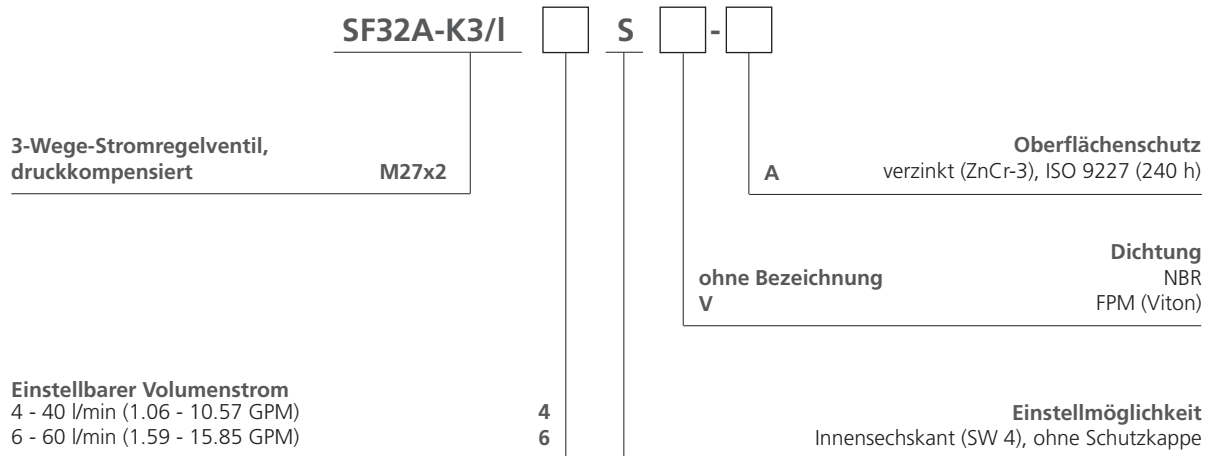 SF32A-K3/l S -
3-Wege-Stromregelventil,
druckkompensiert M27x2
Oberflächenschutz
A verzinkt (ZnCr-3), ISO 9227 (240 h)
Dichtung
ohne Bezeichnung NBR
V FPM (Viton)
Einstellbarer Volumenstrom
4 - 40 l/min (1.06 - 10.57 GPM) 4
6 - 60 l/min (1.59 - 15.85 GPM) 6
Einstellmöglichkeit
Innensechskant (SW 4), ohne Schutzkappe